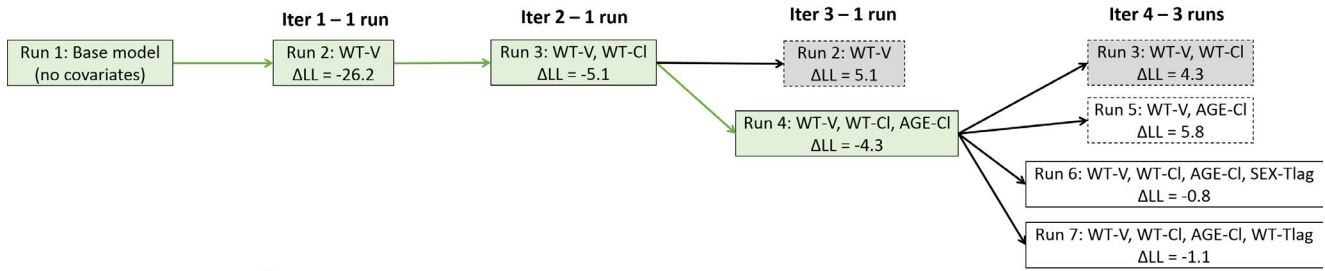 Iter 1 – 1 run
Iter 2 – 1 run
Iter 3 – 1 run
Iter 4 – 3 runs
Run 1: Base model
(no covariates)
Run 2: WT-V
ΔLL = -26.2
Run 3: WT-V, WT-Cl
ΔLL = -5.1
Run 2: WT-V
ΔLL = 5.1
Run 4: WT-V, WT-Cl, AGE-Cl
ΔLL = -4.3
Run 3: WT-V, WT-Cl
ΔLL = 4.3
Run 5: WT-V, AGE-Cl
ΔLL = 5.8
Run 6: WT-V, WT-Cl, AGE-Cl, SEX-Tlag
ΔLL = -0.8
Run 7: WT-V, WT-Cl, AGE-Cl, WT-Tlag
ΔLL = -1.1